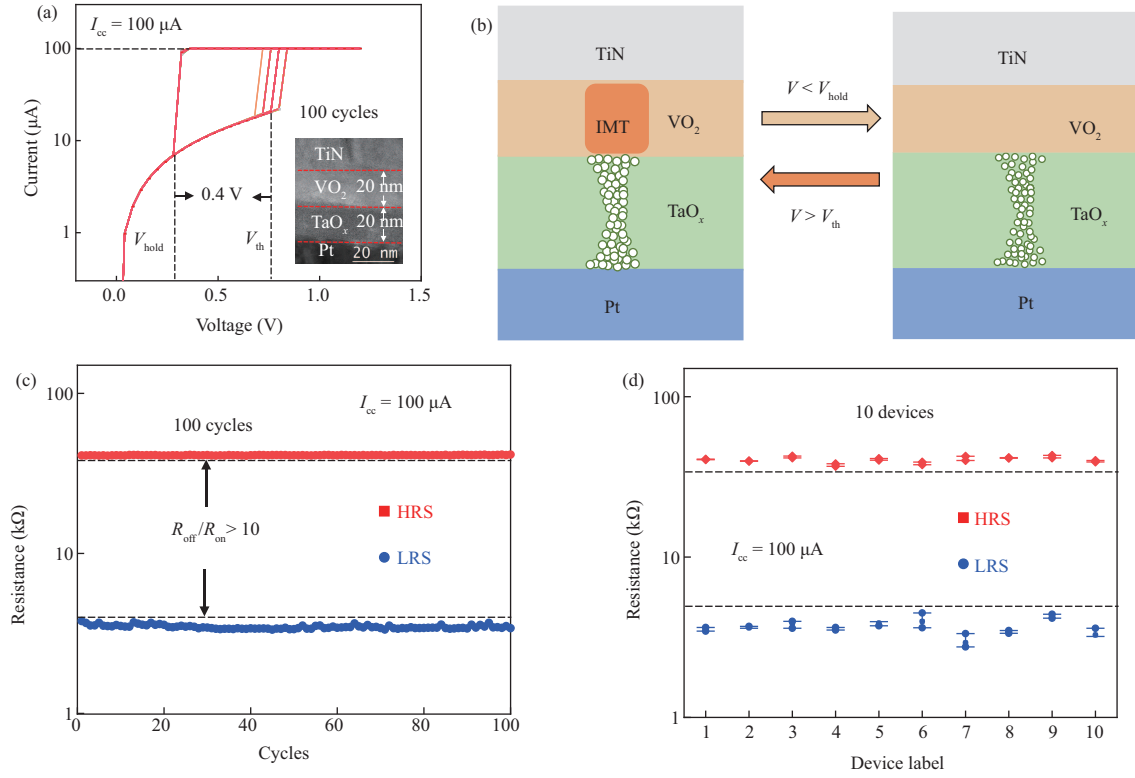 (a)
I_cc = 100 μA
100
10
1
Current (μA)
100 cycles
0.4 V
V_hold
V_th
TiN
VO₂ 20 nm
TaOₓ 20 nm
Pt 20 nm
0.0 0.5 1.0 1.5
Voltage (V)
(b)
TiN
IMT VO₂
TaOₓ
Pt
V < V_hold
V > V_th
TiN
VO₂
TaOₓ
Pt
(c)
100
10
1
Resistance (kΩ)
I_cc = 100 μA
100 cycles
R_off/R_on > 10
HRS
LRS
0 20 40 60 80 100
Cycles
(d)
100
10
1
Resistance (kΩ)
10 devices
HRS
LRS
I_cc = 100 μA
1 2 3 4 5 6 7 8 9 10
Device label